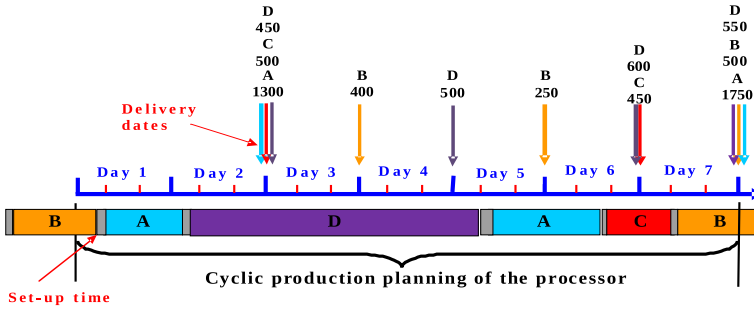 D
450
C
500
A
1300
B
400
D
500
B
250
D
600
C
450
D
550
B
500
A
1750
Delivery
dates
Day 1
Day 2
Day 3
Day 4
Day 5
Day 6
Day 7
B
A
D
A
C
B
Cyclic production planning of the processor
Set-up time